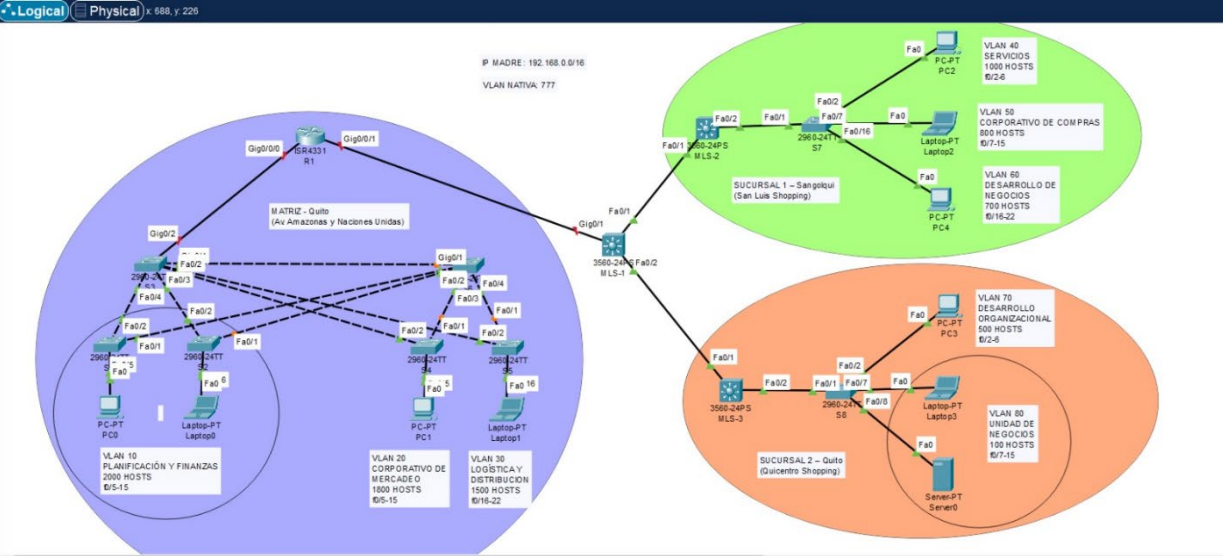 Logical Physical x: 688, y: 226
IP MADRE: 192.168.0.0/16
VLAN NATIVA: 777
Gig0/0/0
Gig0/0/1
ISR4331
R1
MATRIZ - Quito
(Av Amazonas y Naciones Unidas)
Gig0/2
Fa0/2
Fa0/3
Fa0/4
S3
Gig0/1
Fa0/2
Fa0/4
Fa0/3
Fa0/2
Fa0/1
Fa0/2
Fa0/1
2960-24TT
S2
Fa0/2
Fa0/1
2960-24TT
S4
Fa0/1
Fa0/2
2960-24TT
S5
Fa0
PC-PT
PC0
Fa0
Laptop-PT
Laptop0
Fa0
PC-PT
PC1
Fa0
Laptop-PT
Laptop1
VLAN 10
PLANIFICACIÓN Y FINANZAS
2000 HOSTS
f0/5-15
VLAN 20
CORPORATIVO DE
MERCADEO
1800 HOSTS
f0/5-15
VLAN 30
LOGÍSTICA Y
DISTRIBUCION
1500 HOSTS
f0/16-22
Gig0/1
Fa0/1
Fa0/2
3560-24PS
MLS-1
Fa0/1
Fa0/2
3560-24PS
MLS-2
Fa0/1
Fa0/2
Fa0/7
Fa0/16
2960-24TT
S7
Fa0
PC-PT
PC2
Fa0
Laptop-PT
Laptop2
Fa0
PC-PT
PC4
VLAN 40
SERVICIOS
1000 HOSTS
f0/2-6
VLAN 50
CORPORATIVO DE COMPRAS
800 HOSTS
f0/7-15
VLAN 60
DESARROLLO DE
NEGOCIOS
700 HOSTS
f0/16-22
SUCURSAL 1 – Sangolqui
(San Luis Shopping)
Fa0/1
Fa0/2
3560-24PS
MLS-3
Fa0/1
Fa0/2
Fa0/7
Fa0/8
2960-24TT
S8
Fa0
PC-PT
PC3
Fa0
Laptop-PT
Laptop3
Fa0
Server-PT
Server0
VLAN 70
DESARROLLO
ORGANIZACIONAL
500 HOSTS
f0/2-6
VLAN 80
UNIDAD DE
NEGOCIOS
100 HOSTS
f0/7-15
SUCURSAL 2 – Quito
(Quicentro Shopping)